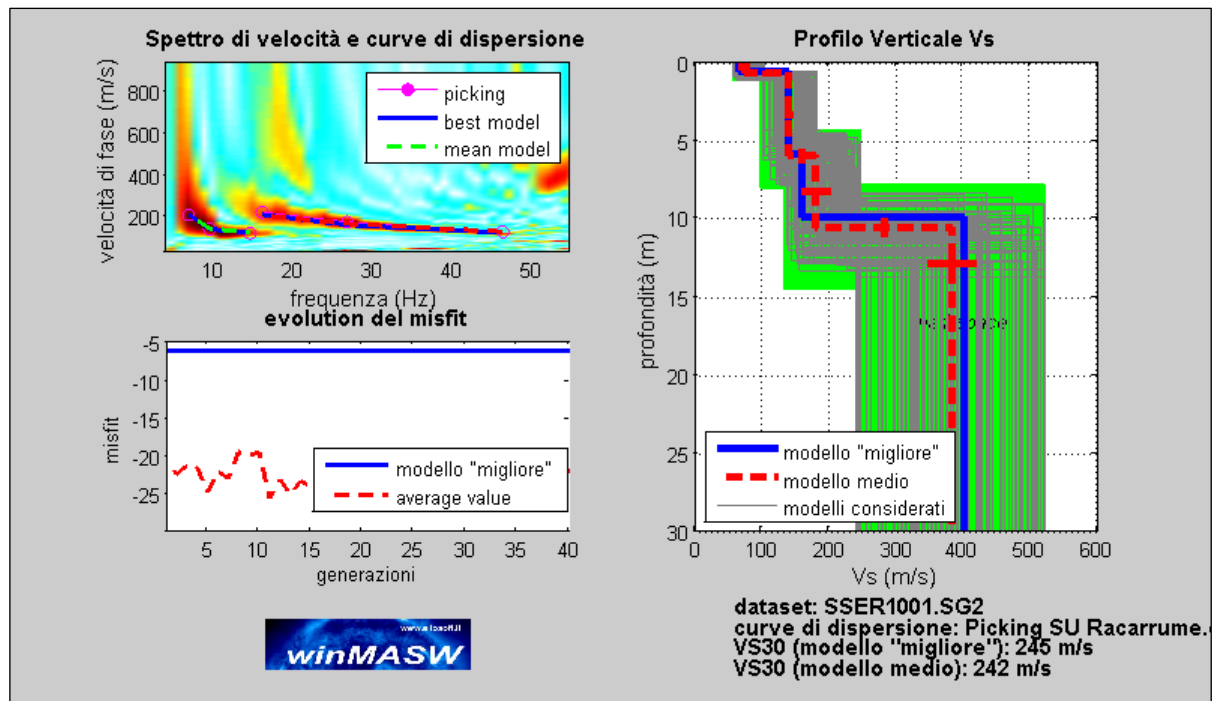 Spettro di velocità e curve di dispersione
velocità di fase (m/s)
800
600
400
200
picking
best model
mean model
10
20
30
40
50
frequenza (Hz)
evolution del misfit
misfit
-5
-10
-15
-20
-25
modello "migliore"
average value
5
10
15
20
25
30
35
40
generazioni
winMASW
Profilo Verticale Vs
profondità (m)
0
5
10
15
20
25
30
modello "migliore"
modello medio
modelli considerati
0
100
200
300
400
500
600
Vs (m/s)
dataset: SSER1001.SG2
curve di dispersione: Picking SU Racarrume.
VS30 (modello "migliore"): 245 m/s
VS30 (modello medio): 242 m/s